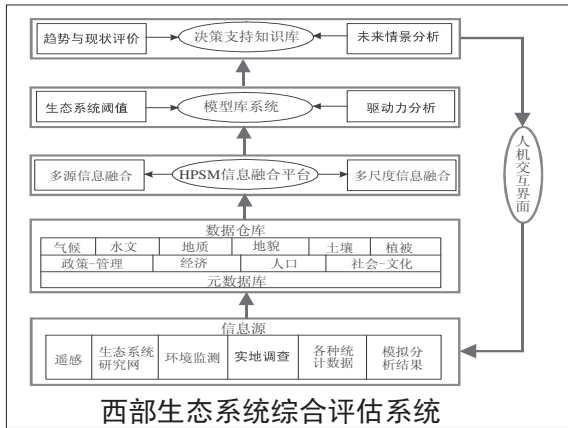 趋势与现状评价 决策支持知识库 未来情景分析
生态系统阈值 模型库系统 驱动力分析
多源信息融合 HPSM信息融合平台 多尺度信息融合
人机交互界面
数据仓库
气候 水文 地质 地貌 土壤 植被
政策-管理 经济 人口 社会-文化
元数据库
信息源
遥感 生态系统研究网 环境监测 实地调查 各种统计数据 模拟分析结果
西部生态系统综合评估系统